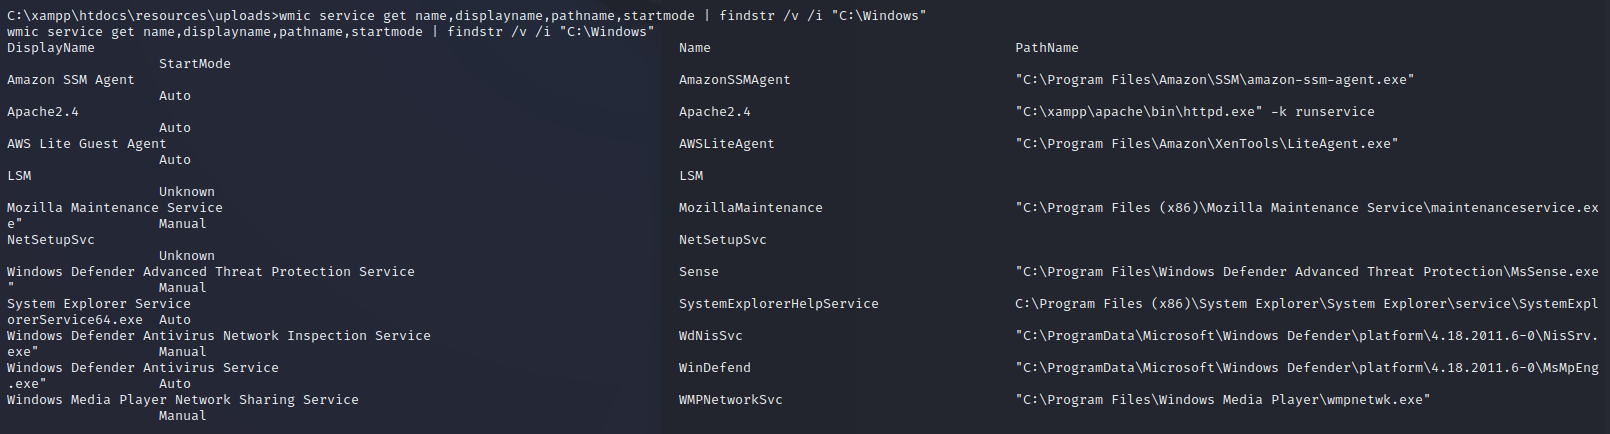 C:\xampp\htdocs\resources\uploads>wmic service get name,displayname,pathname,startmode | findstr /v /i "C:\Windows"
wmic service get name,displayname,pathname,startmode | findstr /v /i "C:\Windows"
DisplayName Name PathName
StartMode
Amazon SSM Agent AmazonSSMAgent "C:\Program Files\Amazon\SSM\amazon-ssm-agent.exe"
Auto
Apache2.4 Apache2.4 "C:\xampp\apache\bin\httpd.exe" -k runservice
Auto
AWS Lite Guest Agent AWSLiteAgent "C:\Program Files\Amazon\XenTools\LiteAgent.exe"
Auto
LSM LSM
Unknown
Mozilla Maintenance Service MozillaMaintenance "C:\Program Files (x86)\Mozilla Maintenance Service\maintenanceservice.ex
e" Manual
NetSetupSvc NetSetupSvc
Unknown
Windows Defender Advanced Threat Protection Service Sense "C:\Program Files\Windows Defender Advanced Threat Protection\MsSense.exe
" Manual
System Explorer Service SystemExplorerHelpService C:\Program Files (x86)\System Explorer\System Explorer\service\SystemExpl
orerService64.exe Auto
Windows Defender Antivirus Network Inspection Service WdNisSvc "C:\ProgramData\Microsoft\Windows Defender\platform\4.18.2011.6-0\NisSrv.
exe" Manual
Windows Defender Antivirus Service WinDefend "C:\ProgramData\Microsoft\Windows Defender\platform\4.18.2011.6-0\MsMpEng
.exe" Auto
Windows Media Player Network Sharing Service WMPNetworkSvc "C:\Program Files\Windows Media Player\wmpnetwk.exe"
Manual